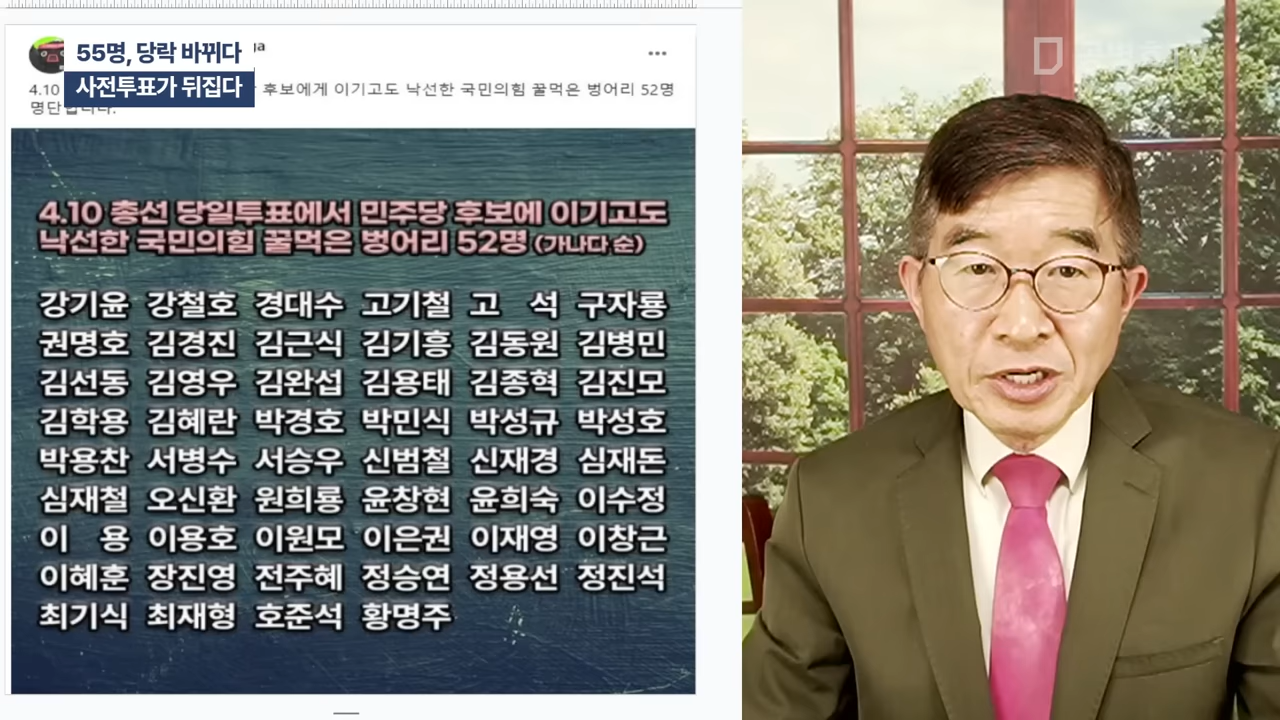 55명, 당락 바뀌다
사전투표가 뒤집다
4.10 후보에게 이기고도 낙선한 국민의힘 꿀먹은 벙어리 52명
명단입니다.
4.10 총선 당일투표에서 민주당 후보에 이기고도
낙선한 국민의힘 꿀먹은 벙어리 52명 (가나다 순)
강기윤 강철호 경대수 고기철 고 석 구자룡
권명호 김경진 김근식 김기흥 김동원 김병민
김선동 김영우 김완섭 김용태 김종혁 김진모
김학용 김혜란 박경호 박민식 박성규 박성호
박용찬 서병수 서승우 신범철 신재경 심재돈
심재철 오신환 원희룡 윤창현 윤희숙 이수정
이 용 이용호 이원모 이은권 이재영 이창근
이혜훈 장진영 전주혜 정승연 정용선 정진석
최기식 최재형 호준석 황명주